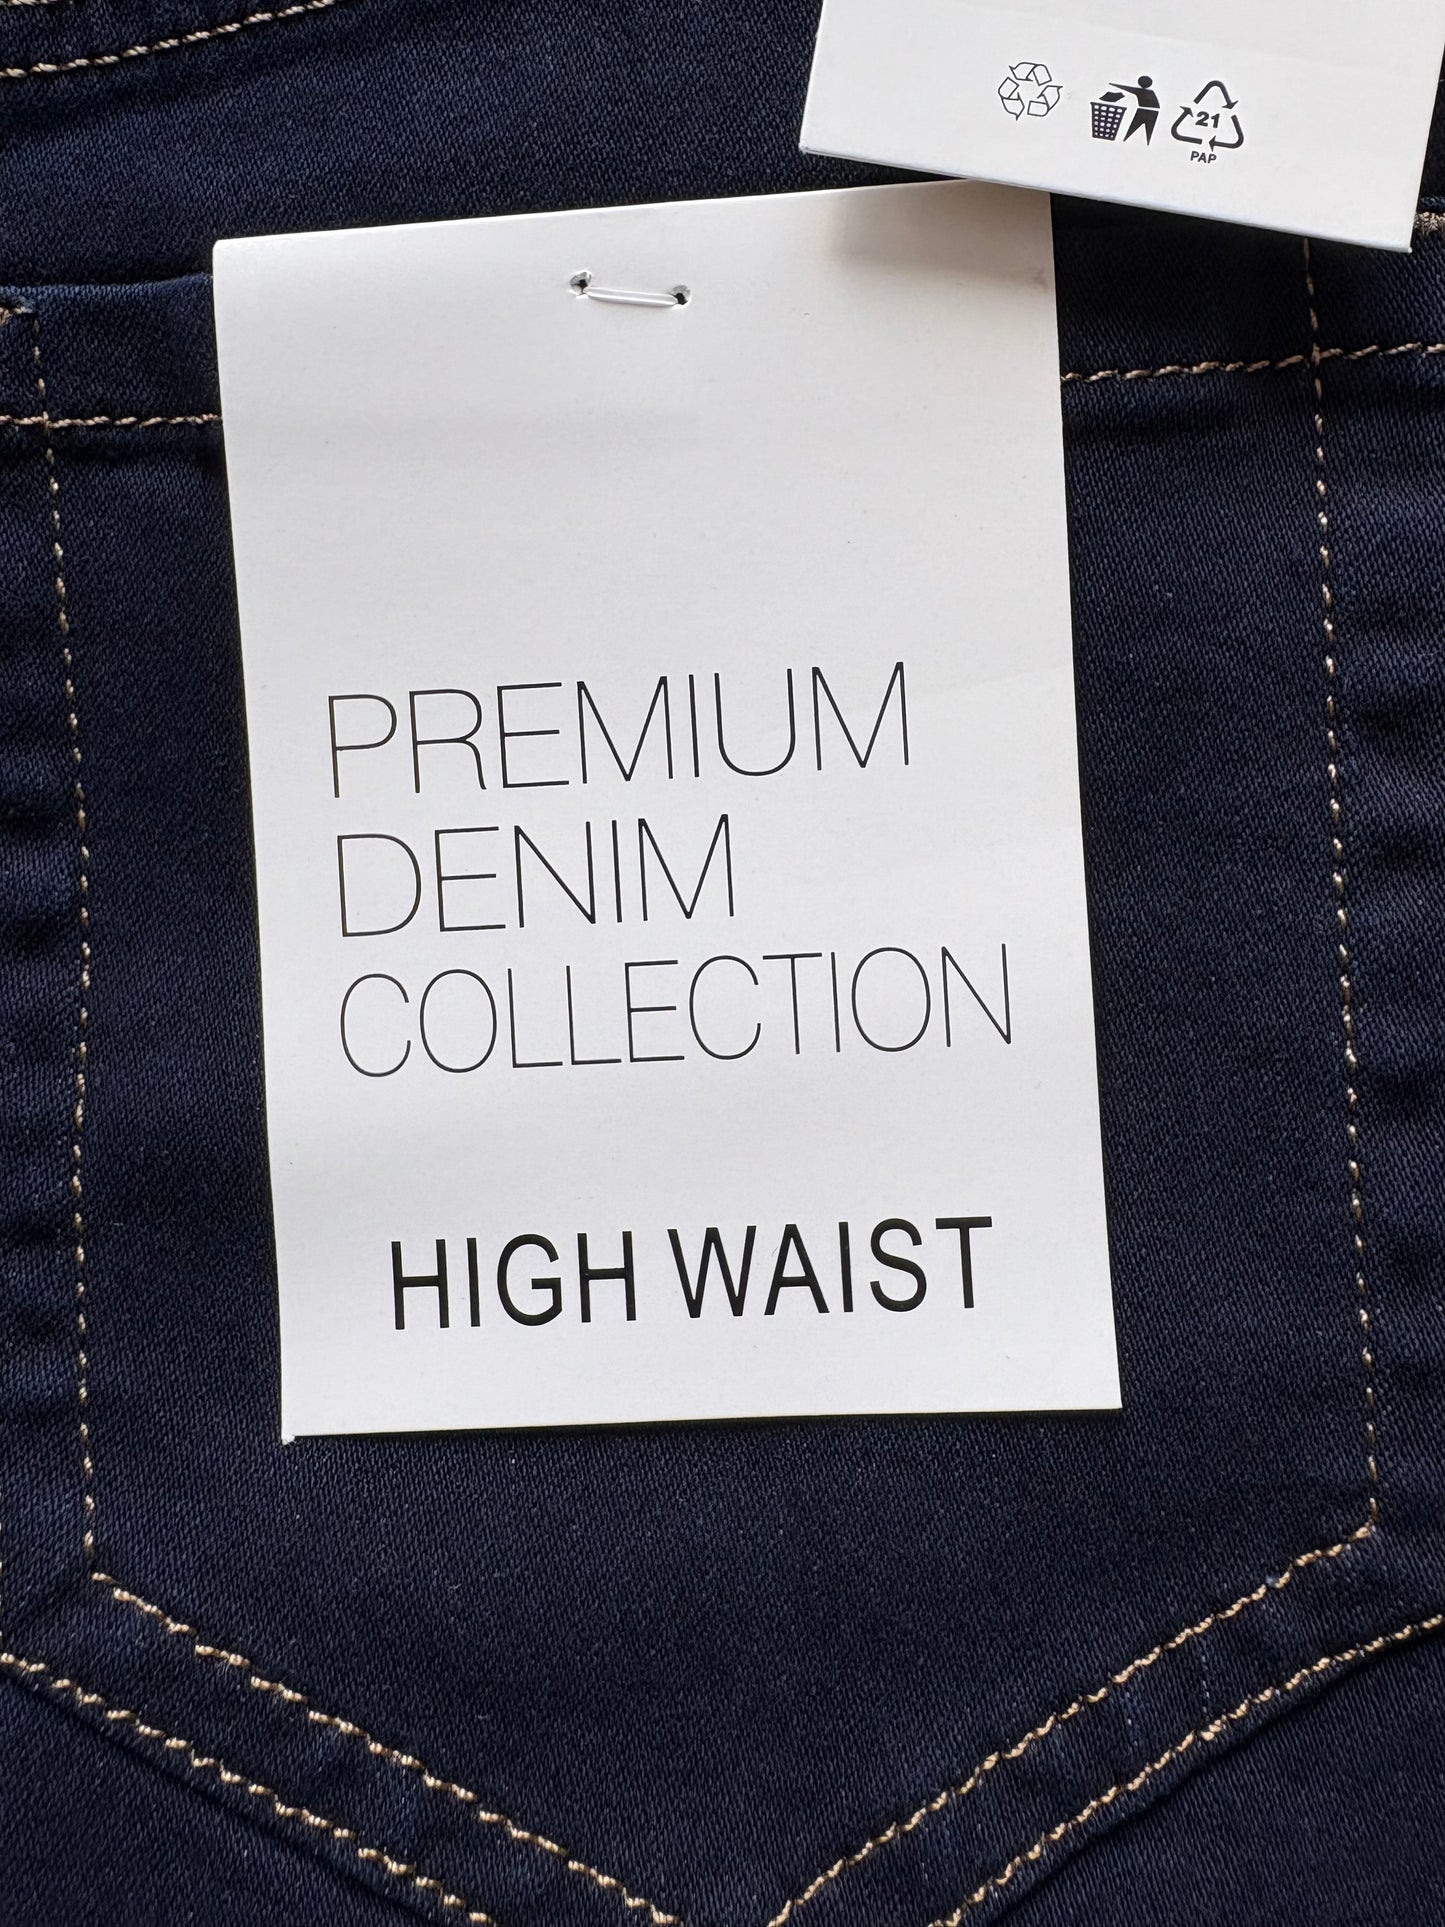 21
PAP
PREMIUM
DENIM
COLLECTION
HIGH WAIST